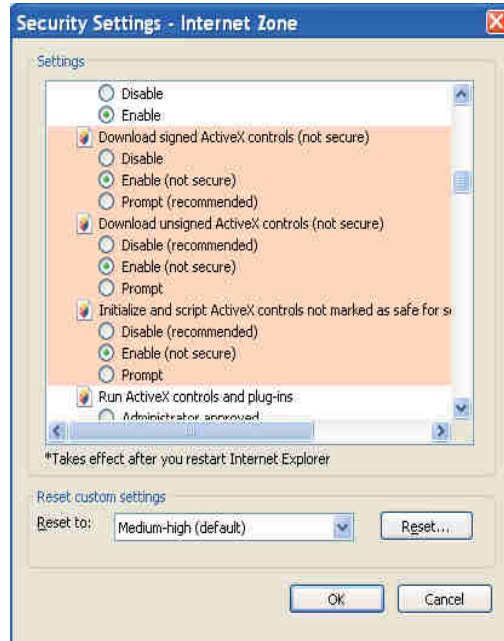 Security Settings - Internet Zone
Settings
Disable
Enable
Download signed ActiveX controls (not secure)
Disable
Enable (not secure)
Prompt (recommended)
Download unsigned ActiveX controls (not secure)
Disable (recommended)
Enable (not secure)
Prompt
Initialize and script ActiveX controls not marked as safe for s
Disable (recommended)
Enable (not secure)
Prompt
Run ActiveX controls and plug-ins
Administrator approved
*Takes effect after you restart Internet Explorer
Reset custom settings
Reset to:
Medium-high (default)
Reset...
OK
Cancel